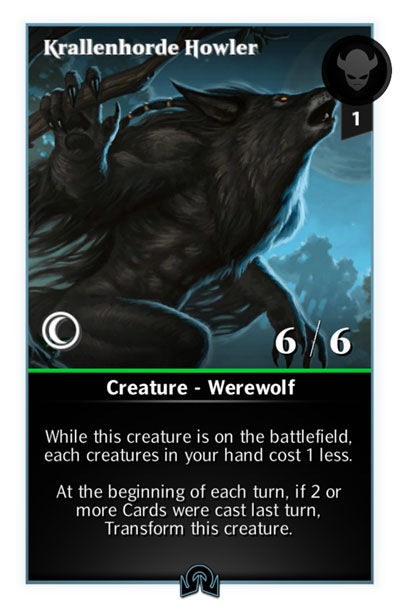 Krallenhorde Howler
1
6 / 6
Creature - Werewolf
While this creature is on the battlefield,
each creatures in your hand cost 1 less.
At the beginning of each turn, if 2 or
more Cards were cast last turn,
Transform this creature.